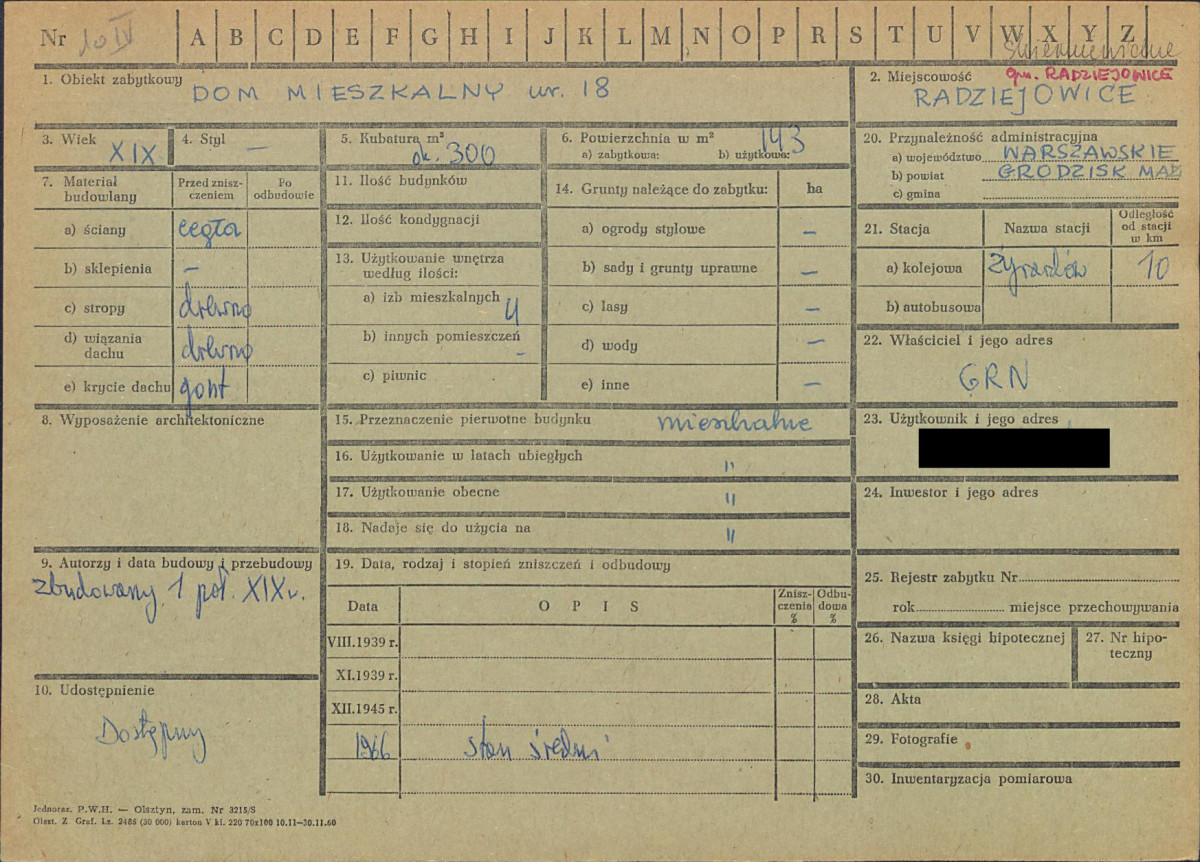 Nr 10 IV A B C D E F G H I J K L M N O P R S T U V W X Y Z
1. Obiekt zabytkowy DOM MIESZKALNY nr. 18
2. Miejscowość gm. RADZIEJOWICE
RADZIEJOWICE
3. Wiek XIX
4. Styl —
5. Kubatura m³ ok. 300
6. Powierzchnia w m² 143
a) zabytkowa: b) użytkowa:
7. Materiał budowlany
Przed zniszczeniem
Po odbudowie
a) ściany cegła
b) sklepienia –
c) stropy drewno
d) wiązania dachu drewno
e) krycie dachu gont
8. Wyposażenie architektoniczne
9. Autorzy i data budowy i przebudowy
zbudowany 1 poł. XIX w.
10. Udostępnienie
Dostępny
11. Ilość budynków
12. Ilość kondygnacji
13. Użytkowanie wnętrza
według ilości:
a) izb mieszkalnych 4
b) innych pomieszczeń –
c) piwnic
14. Grunty należące do zabytku: ha
a) ogrody stylowe –
b) sady i grunty uprawne –
c) lasy –
d) wody –
e) inne –
15. Przeznaczenie pierwotne budynku mieszkalne
16. Użytkowanie w latach ubiegłych "
17. Użytkowanie obecne "
18. Nadaje się do użycia na "
19. Data, rodzaj i stopień zniszczeń i odbudowy
Data OPIS Zniszczenia % Odbudowa %
VIII.1939 r.
XI.1939 r.
XII.1945 r.
1966 stan średni
20. Przynależność administracyjna
a) województwo WARSZAWSKIE
b) powiat GRODZISK MAZ
c) gmina
21. Stacja Nazwa stacji Odległość od stacji w km
a) kolejowa Żyrardów 10
b) autobusowa
22. Właściciel i jego adres
GRN
23. Użytkownik i jego adres
24. Inwestor i jego adres
25. Rejestr zabytku Nr
rok miejsce przechowywania
26. Nazwa księgi hipotecznej
27. Nr hipoteczny
28. Akta
29. Fotografie
30. Inwentaryzacja pomiarowa
Jednoraz. P.W.H. — Olsztyn, zam. Nr 3215/S
Olszt. Z Graf. Lz. 2485 (30 000) karton V kl. 220 70x100 10.11—30.11.60